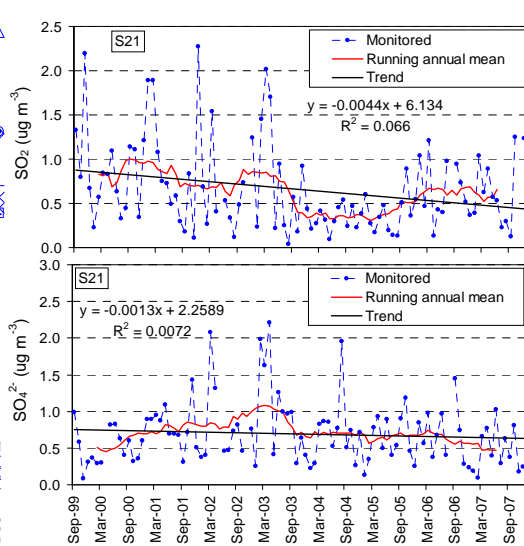 2.5
S21
Monitored
Running annual mean
Trend
2.0
y = -0.0044x + 6.134
R² = 0.066
1.5
1.0
0.5
0.0
SO₂ (ug m⁻³)
3.0
S21
Monitored
Running annual mean
Trend
2.5
y = -0.0013x + 2.2589
R² = 0.0072
2.0
1.5
1.0
0.5
0.0
SO₄²⁻ (ug m⁻³)
Sep-99
Mar-00
Sep-00
Mar-01
Sep-01
Mar-02
Sep-02
Mar-03
Sep-03
Mar-04
Sep-04
Mar-05
Sep-05
Mar-06
Sep-06
Mar-07
Sep-07